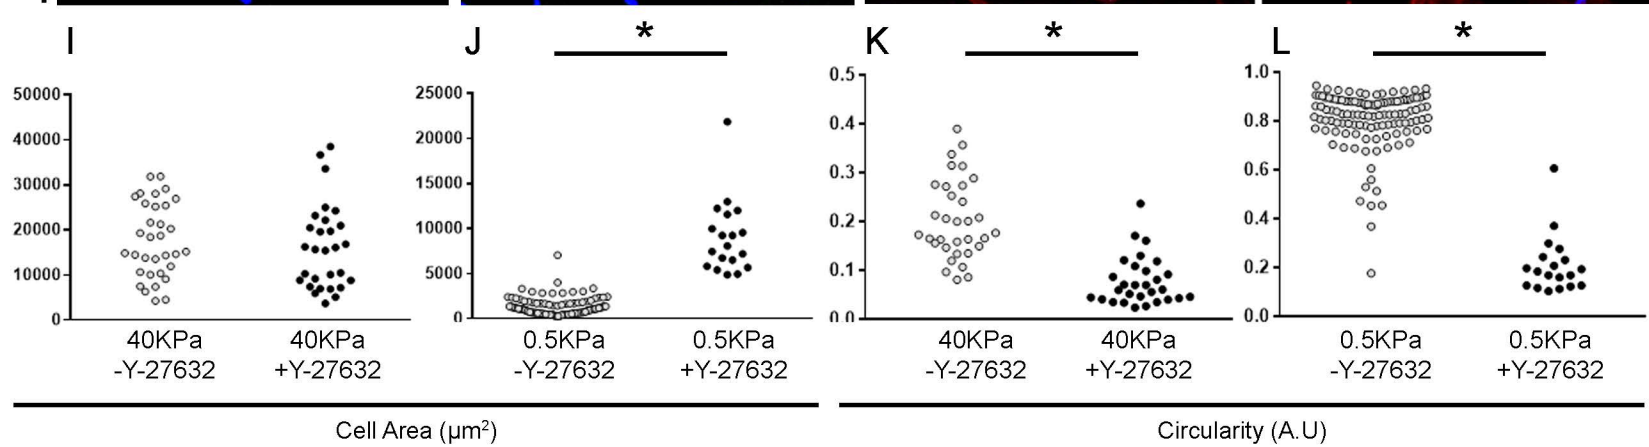 I
J
*
K
*
L
*
50000
40000
30000
20000
10000
0
40KPa
-Y-27632
40KPa
+Y-27632
25000
20000
15000
10000
5000
0
0.5KPa
-Y-27632
0.5KPa
+Y-27632
Cell Area (µm²)
0.5
0.4
0.3
0.2
0.1
0.0
40KPa
-Y-27632
40KPa
+Y-27632
1.0
0.8
0.6
0.4
0.2
0.0
0.5KPa
-Y-27632
0.5KPa
+Y-27632
Circularity (A.U)